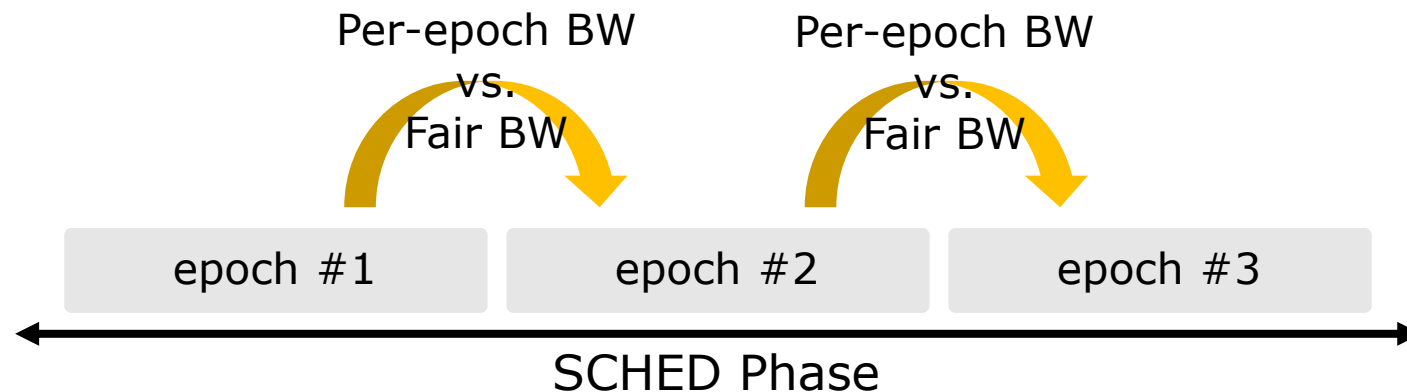 Per-epoch BW
vs.
Fair BW
Per-epoch BW
vs.
Fair BW
epoch #1
epoch #2
epoch #3
SCHED Phase